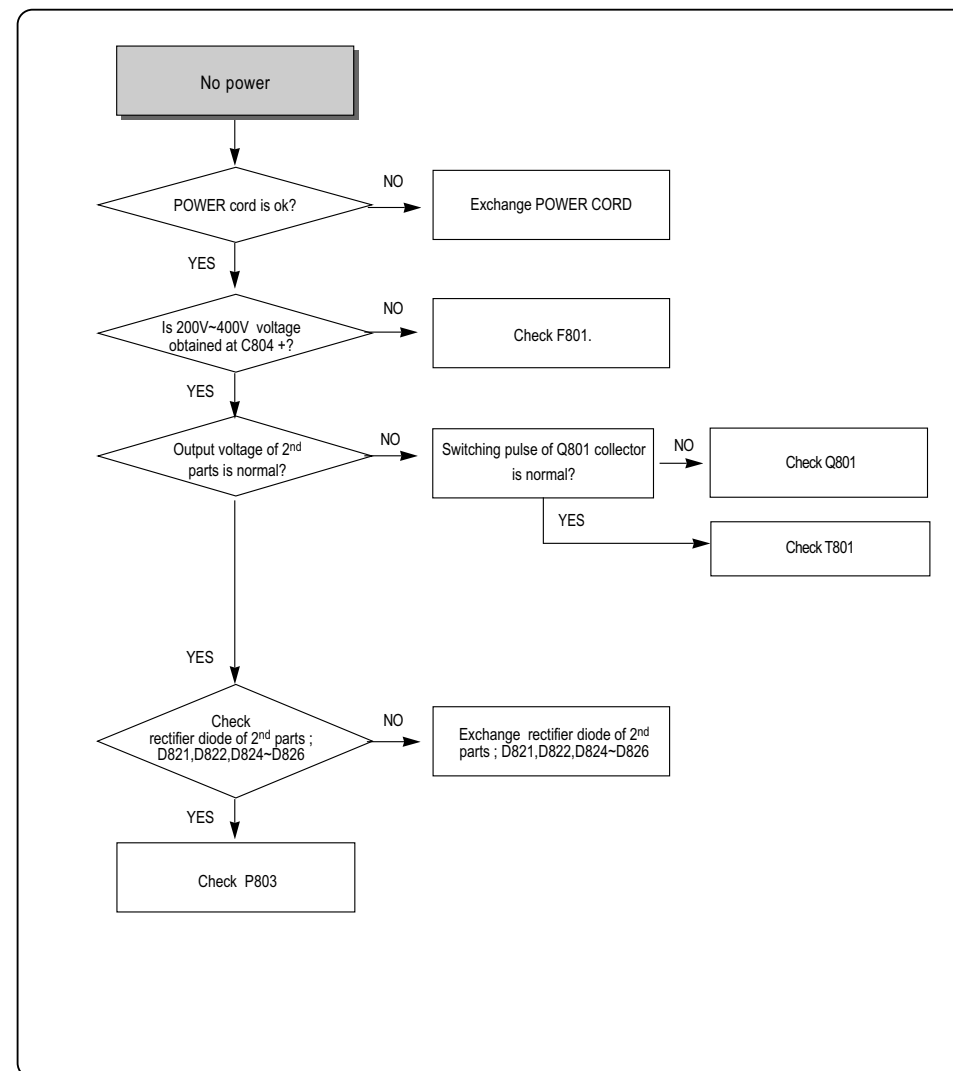 No power
POWER cord is ok?
NO
Exchange POWER CORD
YES
Is 200V~400V voltage
obtained at C804 +?
NO
Check F801.
YES
Output voltage of 2nd
parts is normal?
NO
Switching pulse of Q801 collector
is normal?
NO
Check Q801
YES
Check T801
YES
Check
rectifier diode of 2nd parts ;
D821,D822,D824~D826
NO
Exchange rectifier diode of 2nd
parts ; D821,D822,D824~D826
YES
Check P803